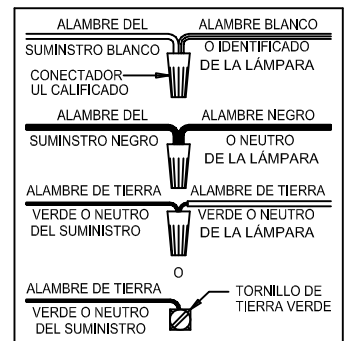 ALAMBRE DEL ALAMBRE BLANCO
SUMINSTRO BLANCO O IDENTIFICADO
DE LA LÁMPARA
CONECTADOR
UL CALIFICADO
ALAMBRE DEL ALAMBRE NEGRO
SUMINSTRO NEGRO O NEUTRO
DE LA LÁMPARA
ALAMBRE DE TIERRA ALAMBRE DE TIERRA
VERDE O NEUTRO VERDE O NEUTRO
DEL SUMINISTRO DE LA LÁMPARA
O
ALAMBRE DE TIERRA TORNILLO DE
TIERRA VERDE
VERDE O NEUTRO
DEL SUMINISTRO